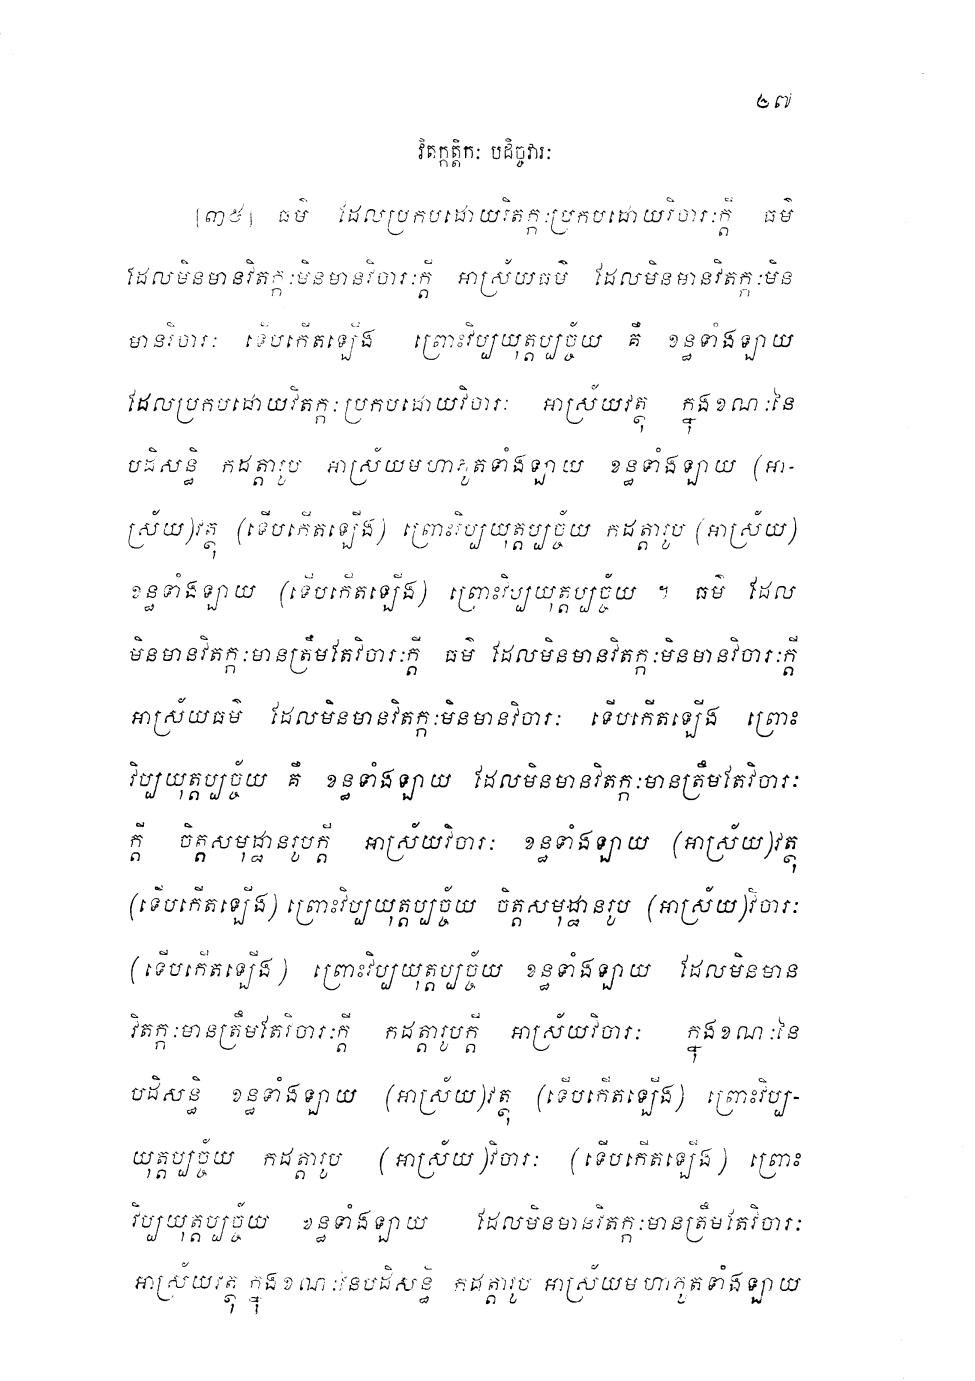 ២៧
វិតក្កត្តិកៈ បដិច្ចវារៈ
[៣៥] ធម៌ ដែលប្រកបដោយវិតក្កៈប្រកបដោយវិចារៈក្តី ធម៌
ដែលមិនមានវិតក្កៈមិនមានវិចារៈក្តី អាស្រ័យធម៌ ដែលមិនមានវិតក្កៈមិន
មានវិចារៈ ទើបកើតឡើង ព្រោះវិប្បយុត្តប្បច្ច័យ គឺ ខន្ធទាំងឡាយ
ដែលប្រកបដោយវិតក្កៈ ប្រកបដោយវិចារៈ អាស្រ័យវត្ថុ ក្នុងខណៈនៃ
បដិសន្ធិ កដត្តារូប អាស្រ័យមហាភូតទាំងឡាយ ខន្ធទាំងឡាយ (អា-
ស្រ័យ)វត្ថុ (ទើបកើតឡើង) ព្រោះវិប្បយុត្តប្បច្ច័យ កដត្តារូប (អាស្រ័យ)
ខន្ធទាំងឡាយ (ទើបកើតឡើង) ព្រោះវិប្បយុត្តប្បច្ច័យ ។ ធម៌ ដែល
មិនមានវិតក្កៈមានត្រឹមតែវិចារៈក្តី ធម៌ ដែលមិនមានវិតក្កៈមិនមានវិចារៈក្តី
អាស្រ័យធម៌ ដែលមិនមានវិតក្កៈមិនមានវិចារៈ ទើបកើតឡើង ព្រោះ
វិប្បយុត្តប្បច្ច័យ គឺ ខន្ធទាំងឡាយ ដែលមិនមានវិតក្កៈមានត្រឹមតែវិចារៈ
ក្តី ចិត្តសមុដ្ឋានរូបក្តី អាស្រ័យវិចារៈ ខន្ធទាំងឡាយ (អាស្រ័យ)វត្ថុ
(ទើបកើតឡើង) ព្រោះវិប្បយុត្តប្បច្ច័យ ចិត្តសមុដ្ឋានរូប (អាស្រ័យ)វិចារៈ
(ទើបកើតឡើង) ព្រោះវិប្បយុត្តប្បច្ច័យ ខន្ធទាំងឡាយ ដែលមិនមាន
វិតក្កៈមានត្រឹមតែវិចារៈក្តី កដត្តារូបក្តី អាស្រ័យវិចារៈ ក្នុងខណៈនៃ
បដិសន្ធិ ខន្ធទាំងឡាយ (អាស្រ័យ)វត្ថុ (ទើបកើតឡើង) ព្រោះវិប្ប-
យុត្តប្បច្ច័យ កដត្តារូប (អាស្រ័យ)វិចារៈ (ទើបកើតឡើង) ព្រោះ
វិប្បយុត្តប្បច្ច័យ ខន្ធទាំងឡាយ ដែលមិនមានវិតក្កៈមានត្រឹមតែវិចារៈ
អាស្រ័យវត្ថុ ក្នុងខណៈនៃបដិសន្ធិ កដត្តារូប អាស្រ័យមហាភូតទាំងឡាយ